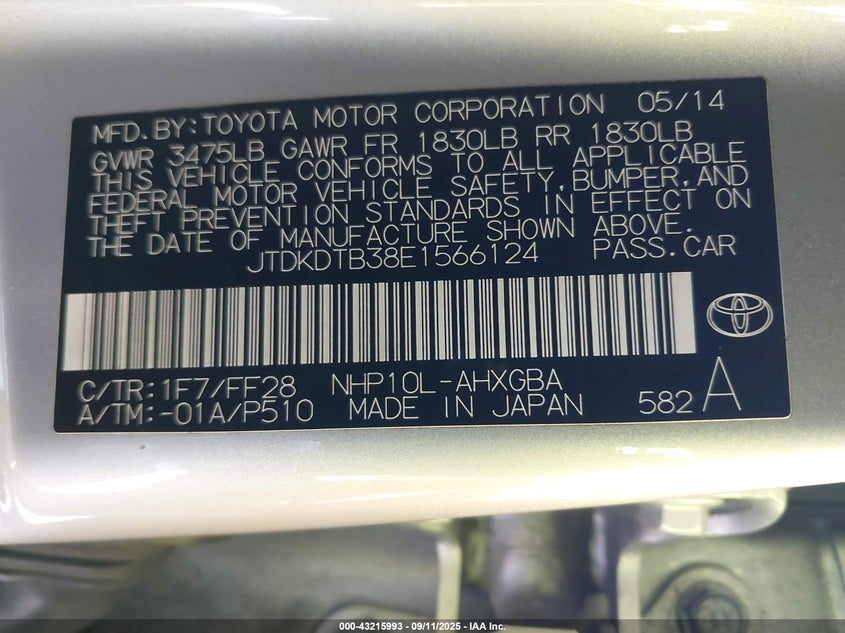 MFD. BY: TOYOTA MOTOR CORPORATION 05/14
GVWR 3475LB GAWR FR 1830LB RR 1830LB
THIS VEHICLE CONFORMS TO ALL APPLICABLE
FEDERAL MOTOR VEHICLE SAFETY, BUMPER, AND
THEFT PREVENTION STANDARDS IN EFFECT ON
THE DATE OF MANUFACTURE SHOWN ABOVE.
JTDKDTB38E1566124 PASS.CAR
C/TR:1F7/FF28 NHP10L-AHXGBA
A/TM:-01A/P510 MADE IN JAPAN 582 A
000-43215993 - 09/11/2025 - IAA Inc.